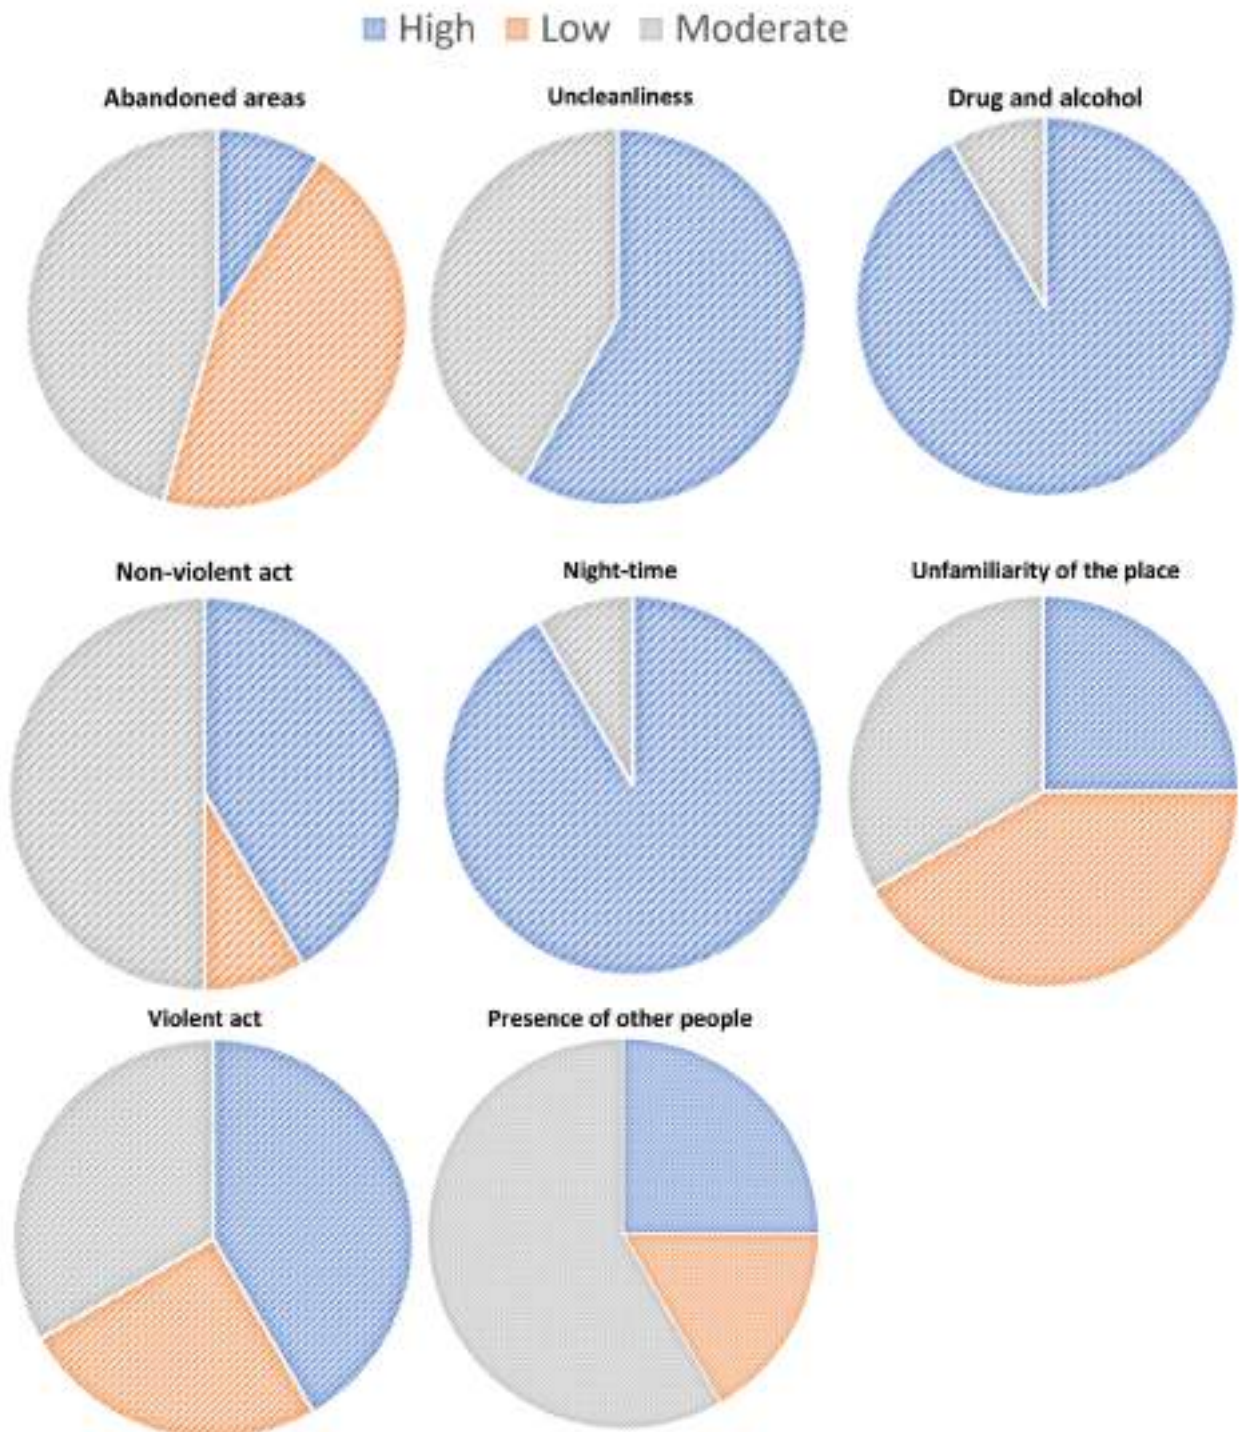 High Low Moderate
Abandoned areas
Uncleanliness
Drug and alcohol
Non-violent act
Night-time
Unfamiliarity of the place
Violent act
Presence of other people